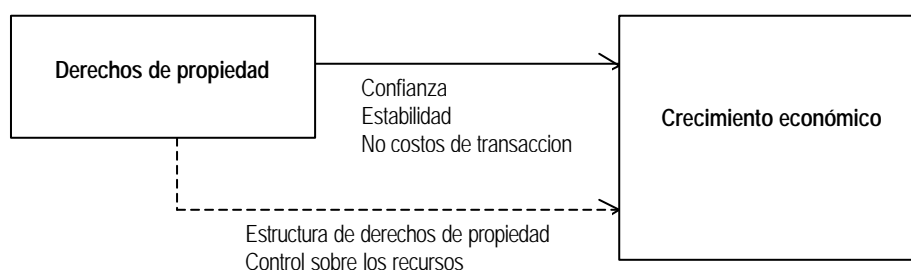 Derechos de propiedad
Confianza
Estabilidad
No costos de transaccion
Crecimiento económico
Estructura de derechos de propiedad
Control sobre los recursos